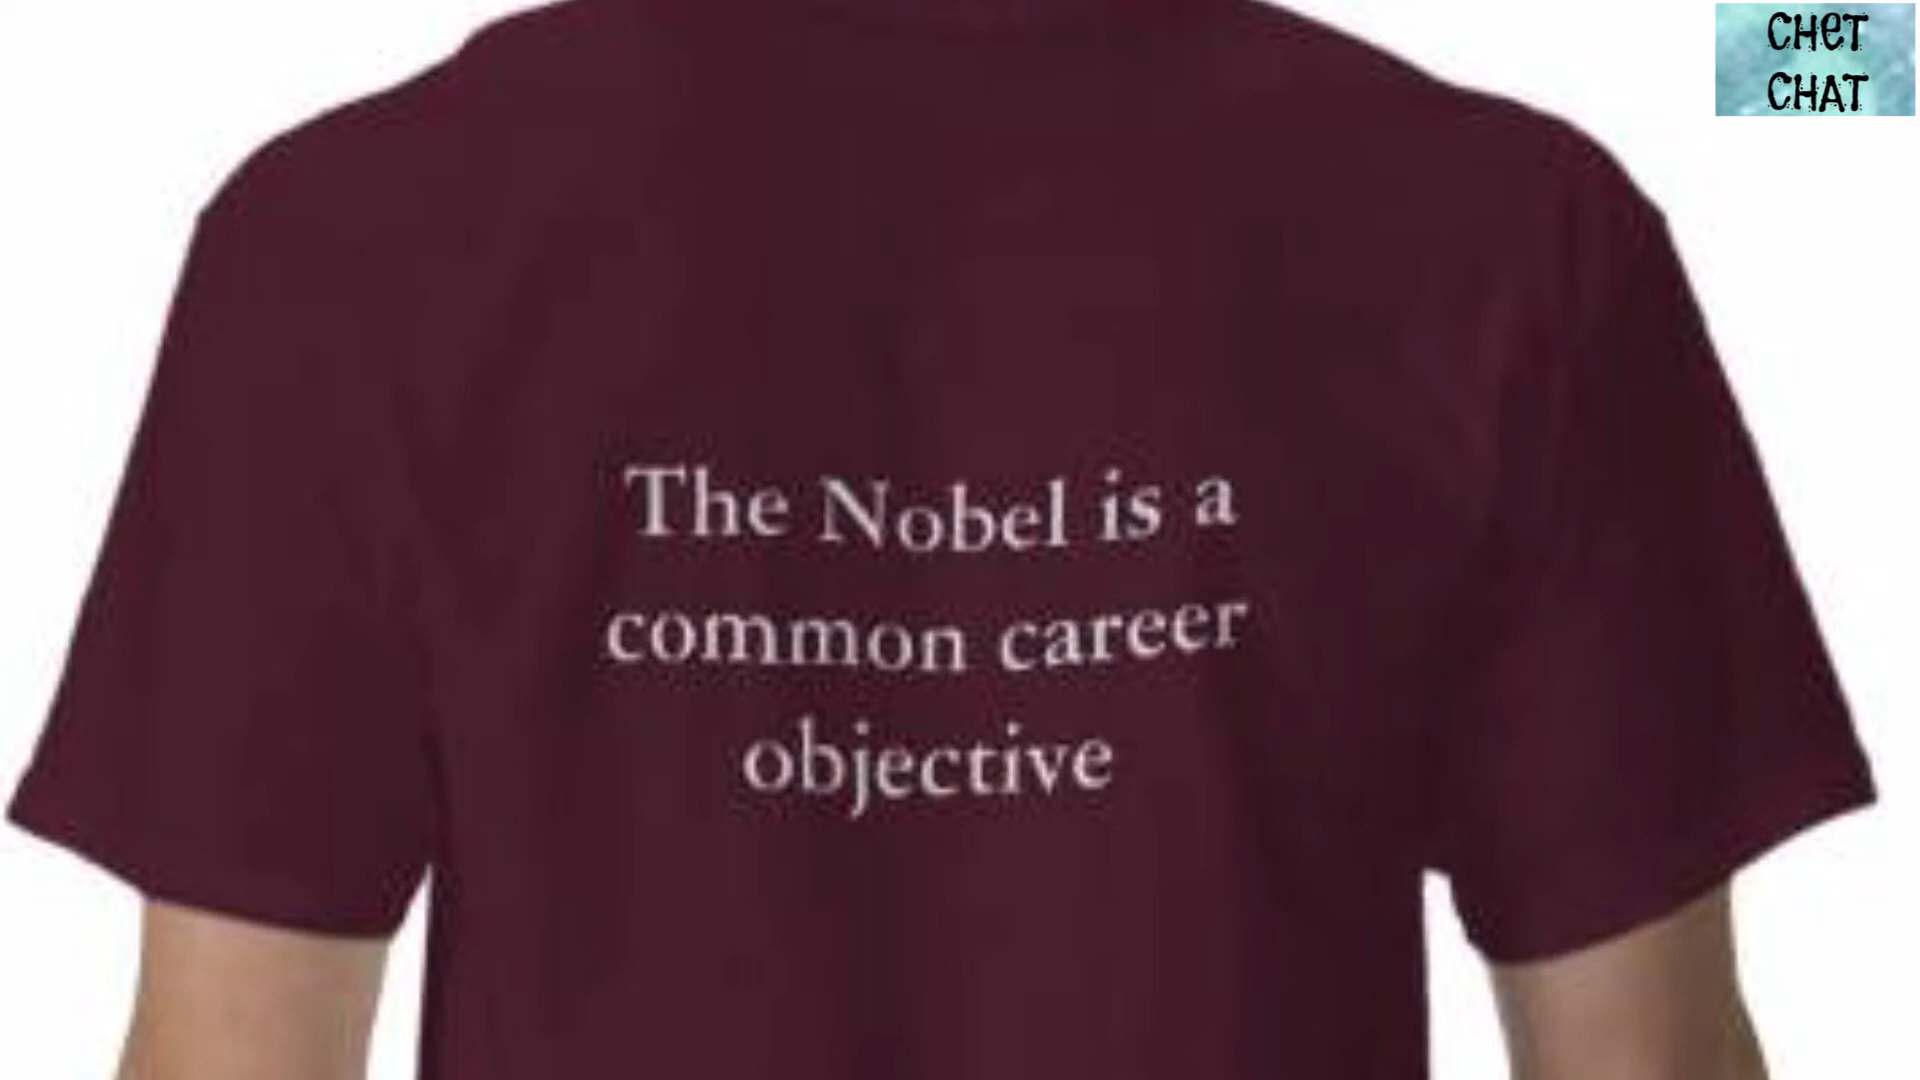 CHET
CHAT
The Nobel is a
common career
objective